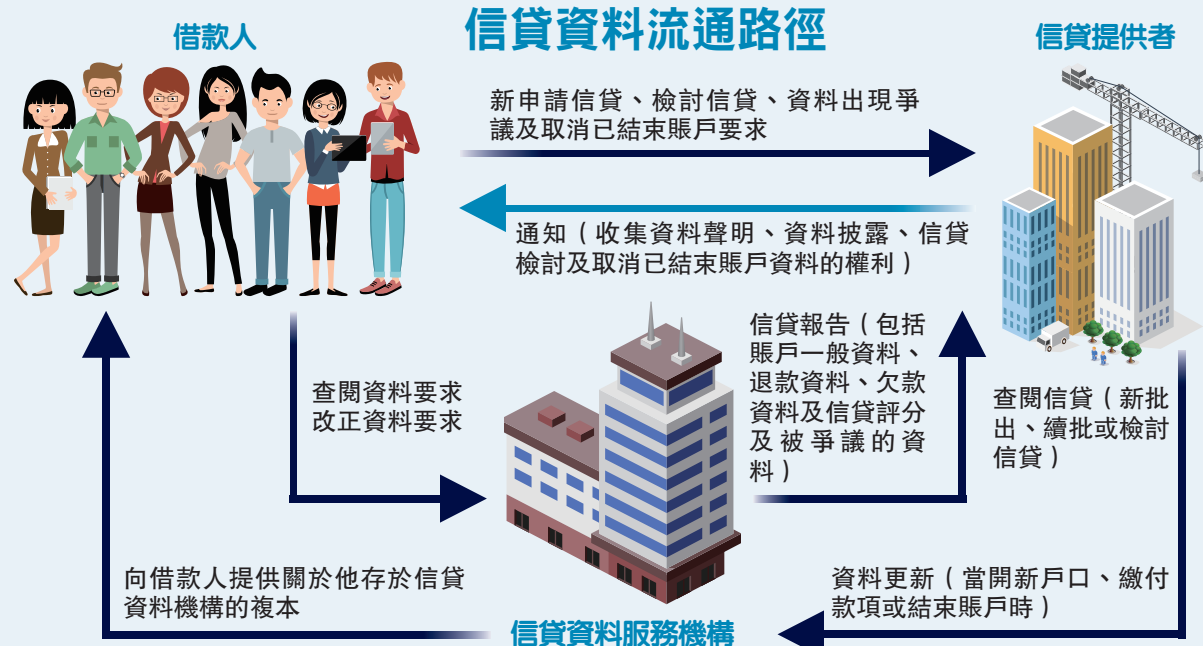 信貸資料流通路徑
借款人
信貸提供者
新申請信貸、檢討信貸、資料出現爭
議及取消已結束賬戶要求
通知（收集資料聲明、資料披露、信貸
檢討及取消已結束賬戶資料的權利）
查閱資料要求
改正資料要求
信貸報告（包括
賬戶一般資料、
退款資料、欠款
資料及信貸評分
及被爭議的資
料）
查閱信貸（新批
出、續批或檢討
信貸）
向借款人提供關於他存於信貸
資料機構的複本
資料更新（當開新戶口、繳付
款項或結束賬戶時）
信貸資料服務機構